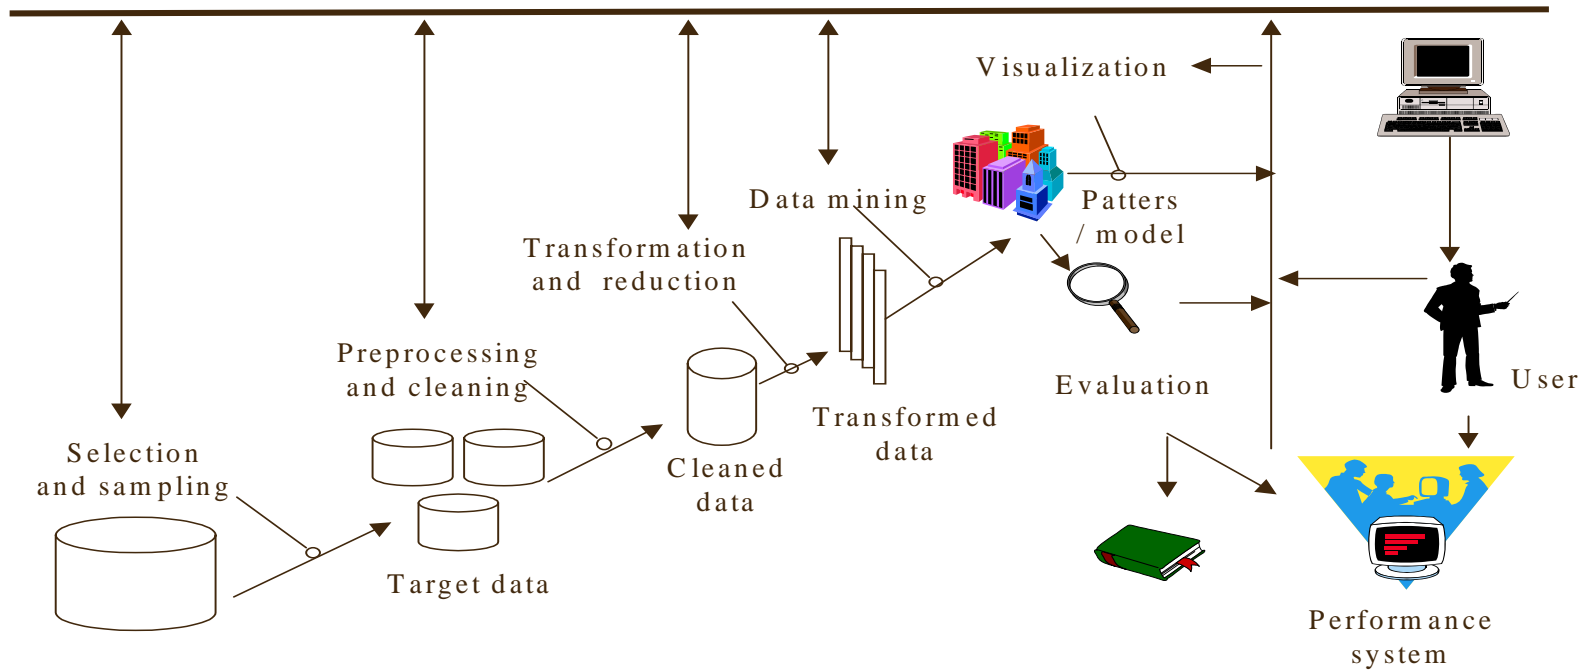 Visualization
Data mining
Patters
/ model
Transformation
and reduction
Preprocessing
and cleaning
Evaluation
User
Transformed
data
Selection
and sampling
Cleaned
data
Target data
Performance
system